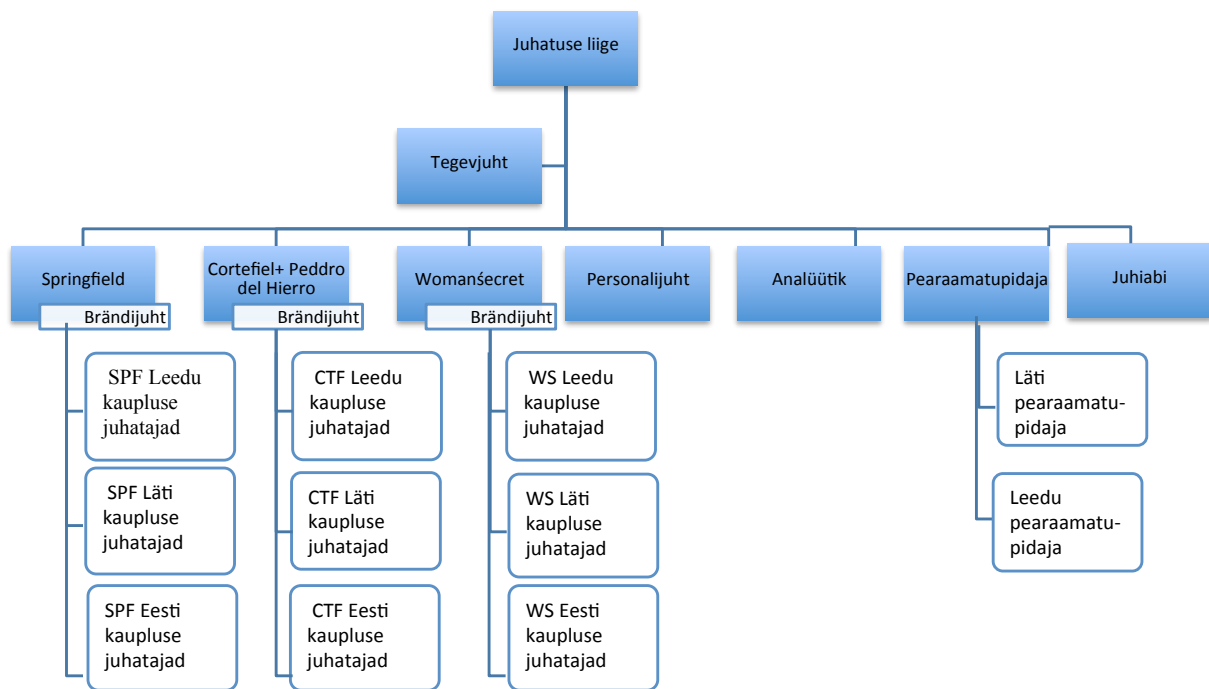 Juhatuse liige
Tegevjuht
Springfield
Brändijuht
Cortefiel+ Peddro
del Hierro
Brändijuht
Womanśecret
Brändijuht
Personalijuht
Analüütik
Pearaamatupidaja
Juhiabi
SPF Leedu
kaupluse
juhatajad
CTF Leedu
kaupluse
juhatajad
WS Leedu
kaupluse
juhatajad
Läti
pearaamatu-
pidaja
SPF Läti
kaupluse
juhatajad
CTF Läti
kaupluse
juhatajad
WS Läti
kaupluse
juhatajad
Leedu
pearaamatu-
pidaja
SPF Eesti
kaupluse
juhatajad
CTF Eesti
kaupluse
juhatajad
WS Eesti
kaupluse
juhatajad